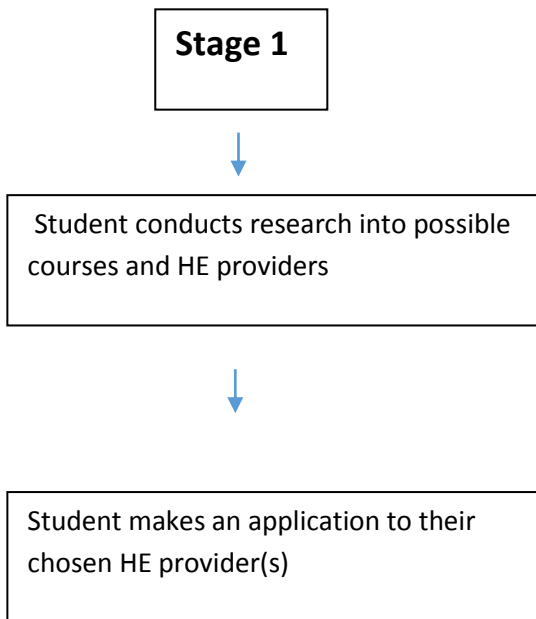 Stage 1
Student conducts research into possible
courses and HE providers
Student makes an application to their
chosen HE provider(s)